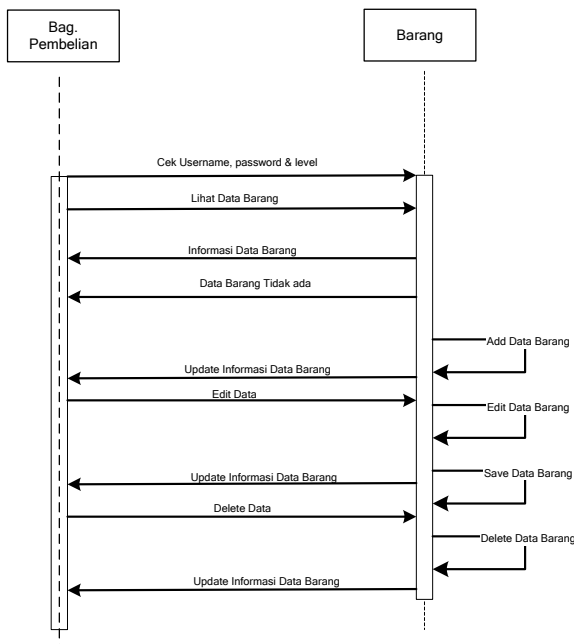 Bag.
Pembelian
Barang
Cek Username, password & level
Lihat Data Barang
Informasi Data Barang
Data Barang Tidak ada
Add Data Barang
Update Informasi Data Barang
Edit Data
Edit Data Barang
Save Data Barang
Update Informasi Data Barang
Delete Data
Delete Data Barang
Update Informasi Data Barang